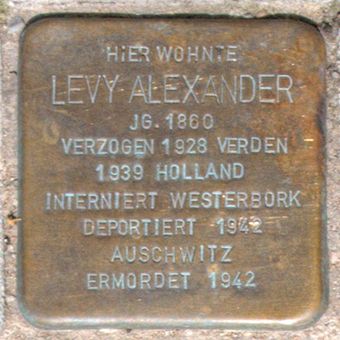 HIER WOHNTE
LEVY ALEXANDER
JG. 1860
VERZOGEN 1928 VERDEN
1939 HOLLAND
INTERNIERT WESTERBORK
DEPORTIERT 1942
AUSCHWITZ
ERMORDET 1942